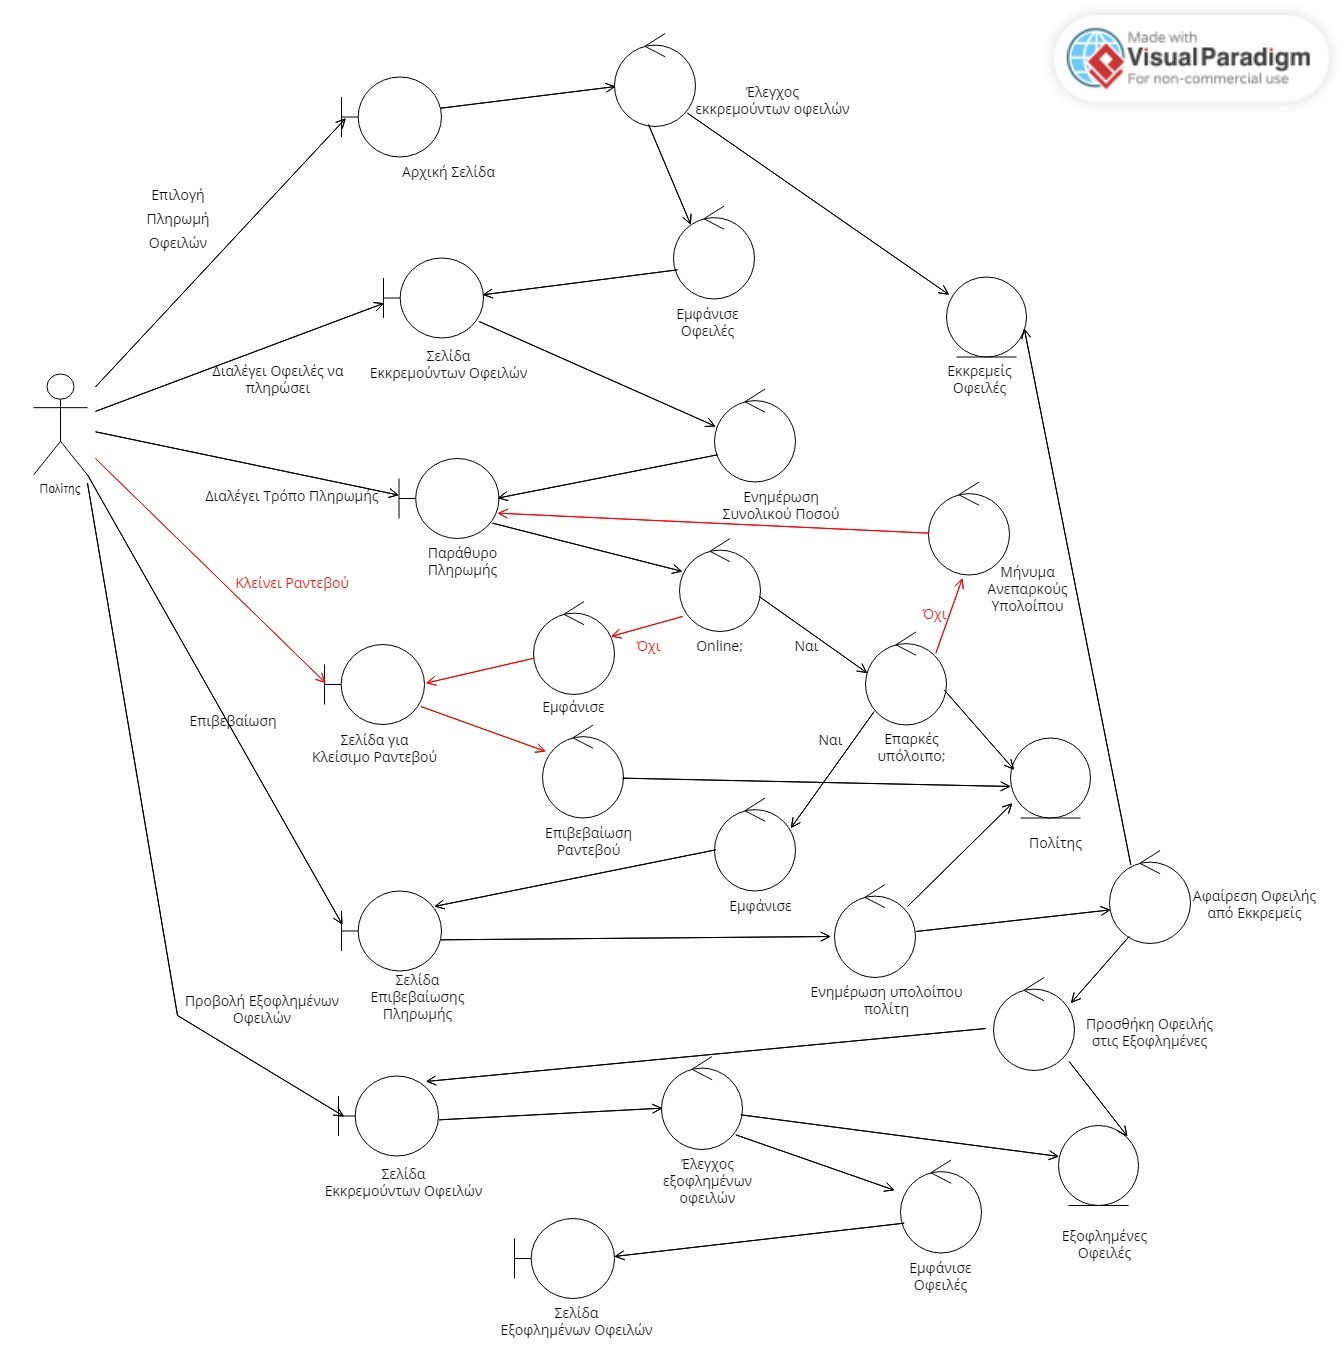 Made with
Visual Paradigm
For non-commercial use
Έλεγχος
εκκρεμούντων οφειλών
Αρχική Σελίδα
Επιλογή
Πληρωμή
Οφειλών
Εμφάνισε
Οφειλές
Σελίδα
Εκκρεμούντων Οφειλών
Διαλέγει Οφειλές να
πληρώσει
Εκκρεμείς
Οφειλές
Πολίτης
Διαλέγει Τρόπο Πληρωμής
Ενημέρωση
Συνολικού Ποσού
Παράθυρο
Πληρωμής
Μήνυμα
Ανεπαρκούς
Υπολοίπου
Κλείνει Ραντεβού
Όχι
Όχι
Online;
Ναι
Εμφάνισε
Επιβεβαίωση
Σελίδα για
Κλείσιμο Ραντεβού
Ναι
Επαρκές
υπόλοιπο;
Επιβεβαίωση
Ραντεβού
Πολίτης
Εμφάνισε
Αφαίρεση Οφειλής
από Εκκρεμείς
Σελίδα
Επιβεβαίωσης
Πληρωμής
Ενημέρωση υπολοίπου
πολίτη
Προβολή Εξοφλημένων
Οφειλών
Προσθήκη Οφειλής
στις Εξοφλημένες
Σελίδα
Εκκρεμούντων Οφειλών
Έλεγχος
εξοφλημένων
οφειλών
Εξοφλημένες
Οφειλές
Εμφάνισε
Οφειλές
Σελίδα
Εξοφλημένων Οφειλών